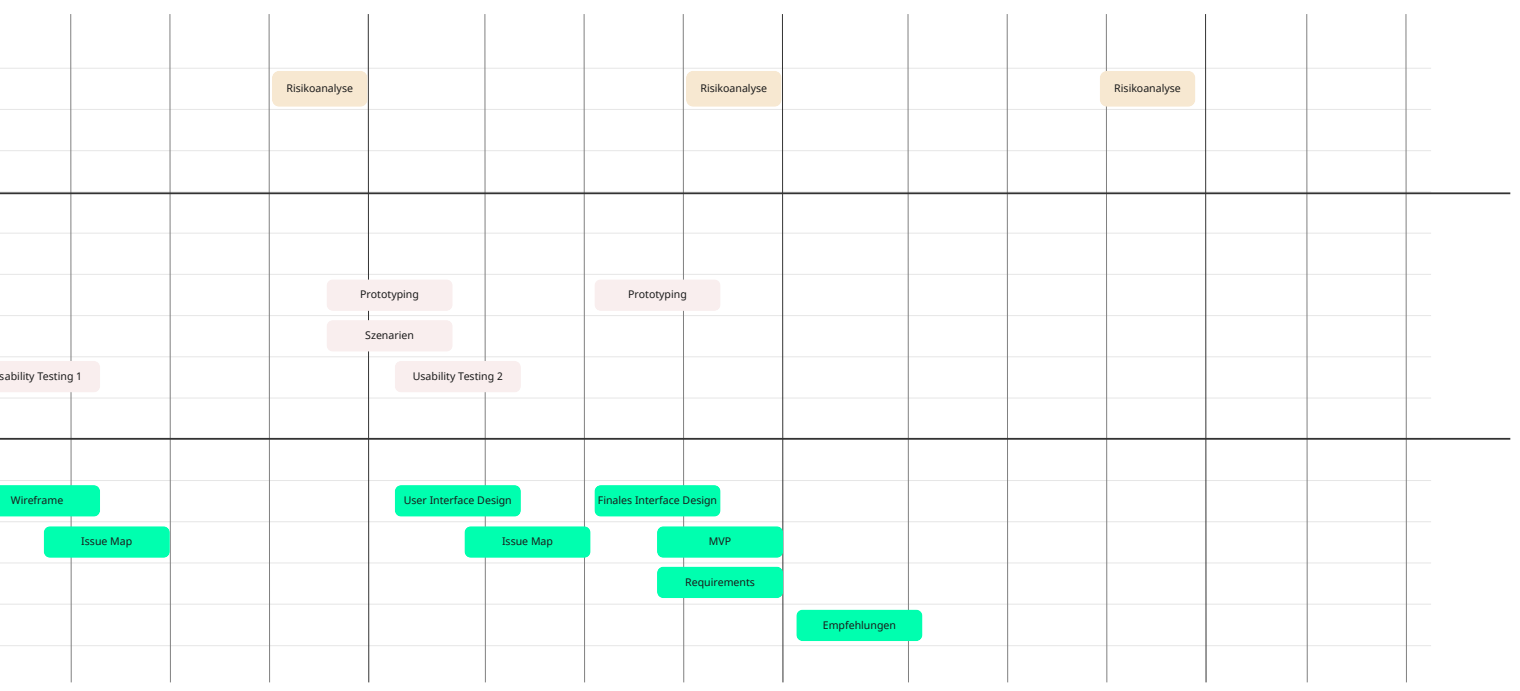 Risikoanalyse Risikoanalyse Risikoanalyse
Prototyping Prototyping
Szenarien
sability Testing 1 Usability Testing 2
Wireframe User Interface Design Finales Interface Design
Issue Map Issue Map MVP
Requirements
Empfehlungen